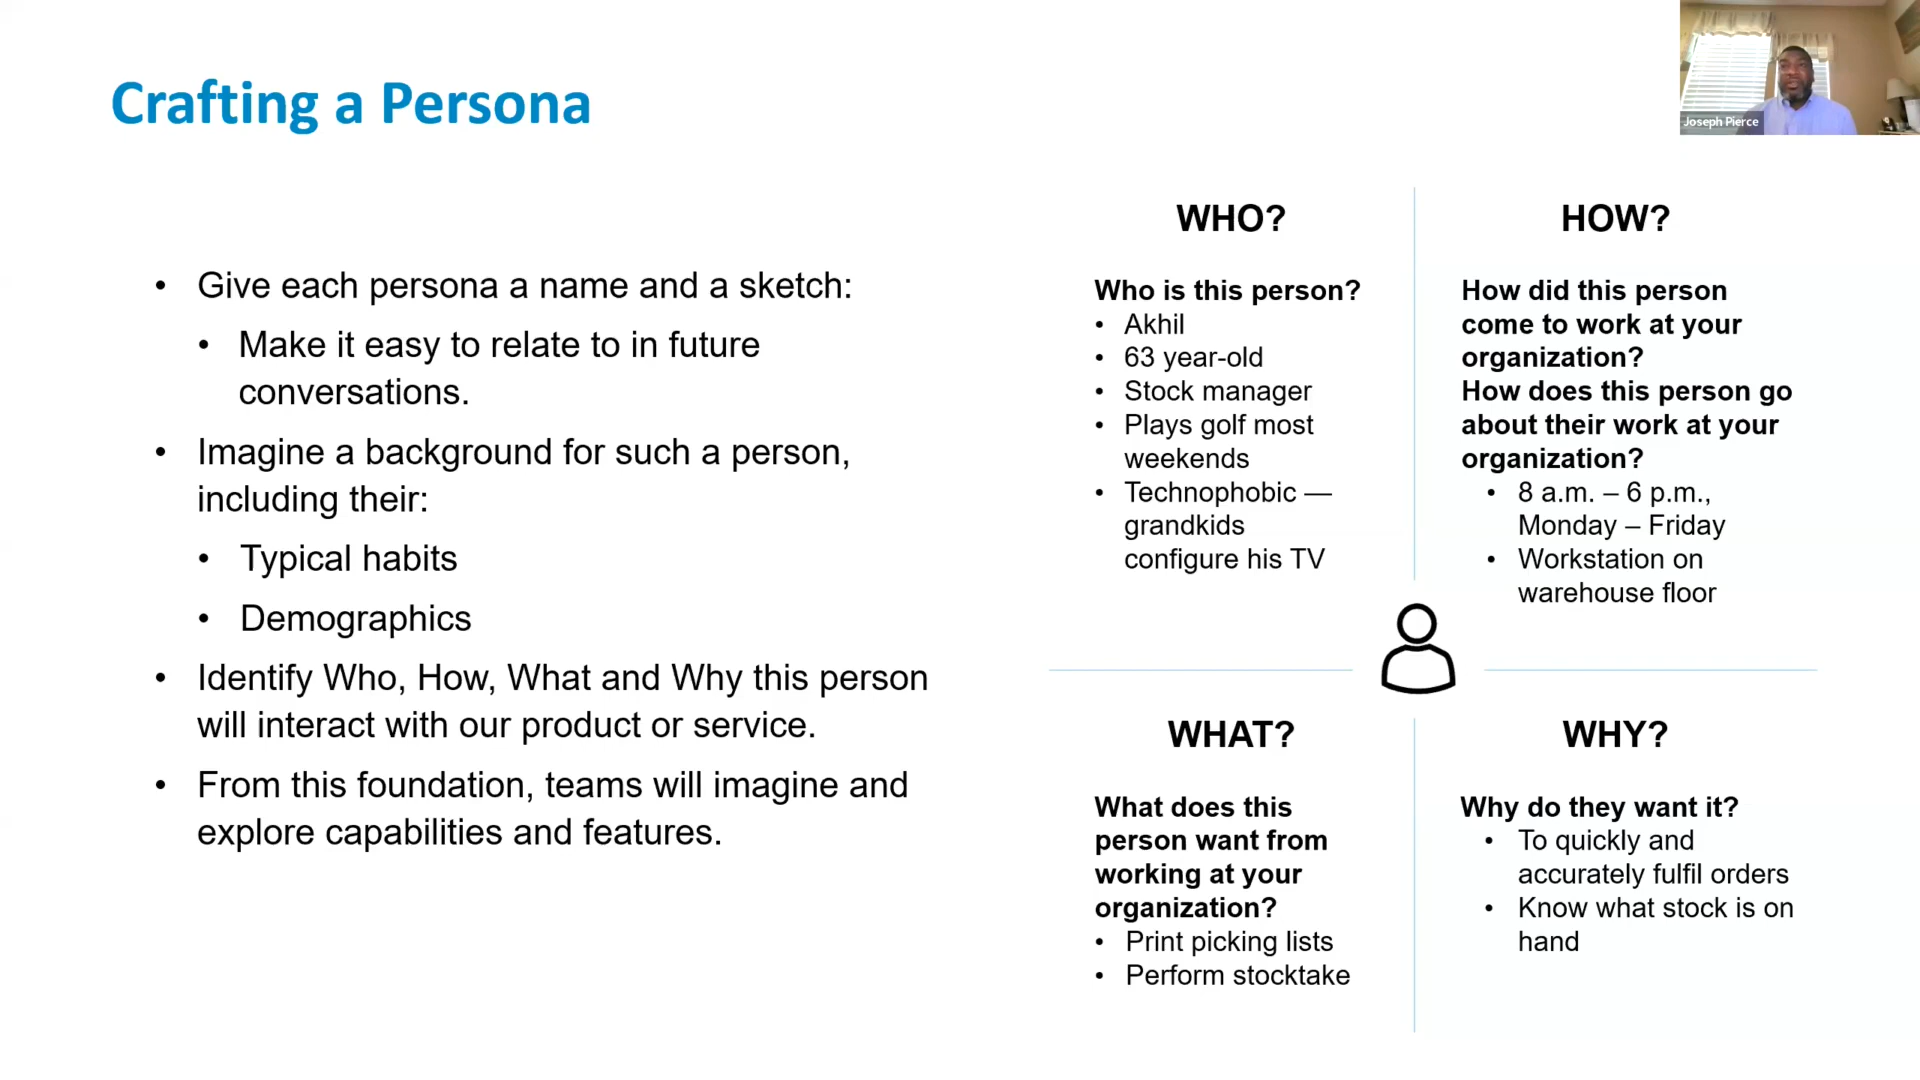 Crafting a Persona
Joseph Pierce
• Give each persona a name and a sketch:
• Make it easy to relate to in future
conversations.
• Imagine a background for such a person,
including their:
• Typical habits
• Demographics
• Identify Who, How, What and Why this person
will interact with our product or service.
• From this foundation, teams will imagine and
explore capabilities and features.
WHO?
Who is this person?
• Akhil
• 63 year-old
• Stock manager
• Plays golf most
weekends
• Technophobic —
grandkids
configure his TV
HOW?
How did this person
come to work at your
organization?
How does this person go
about their work at your
organization?
• 8 a.m. – 6 p.m.,
Monday – Friday
• Workstation on
warehouse floor
WHAT?
What does this
person want from
working at your
organization?
• Print picking lists
• Perform stocktake
WHY?
Why do they want it?
• To quickly and
accurately fulfil orders
• Know what stock is on
hand